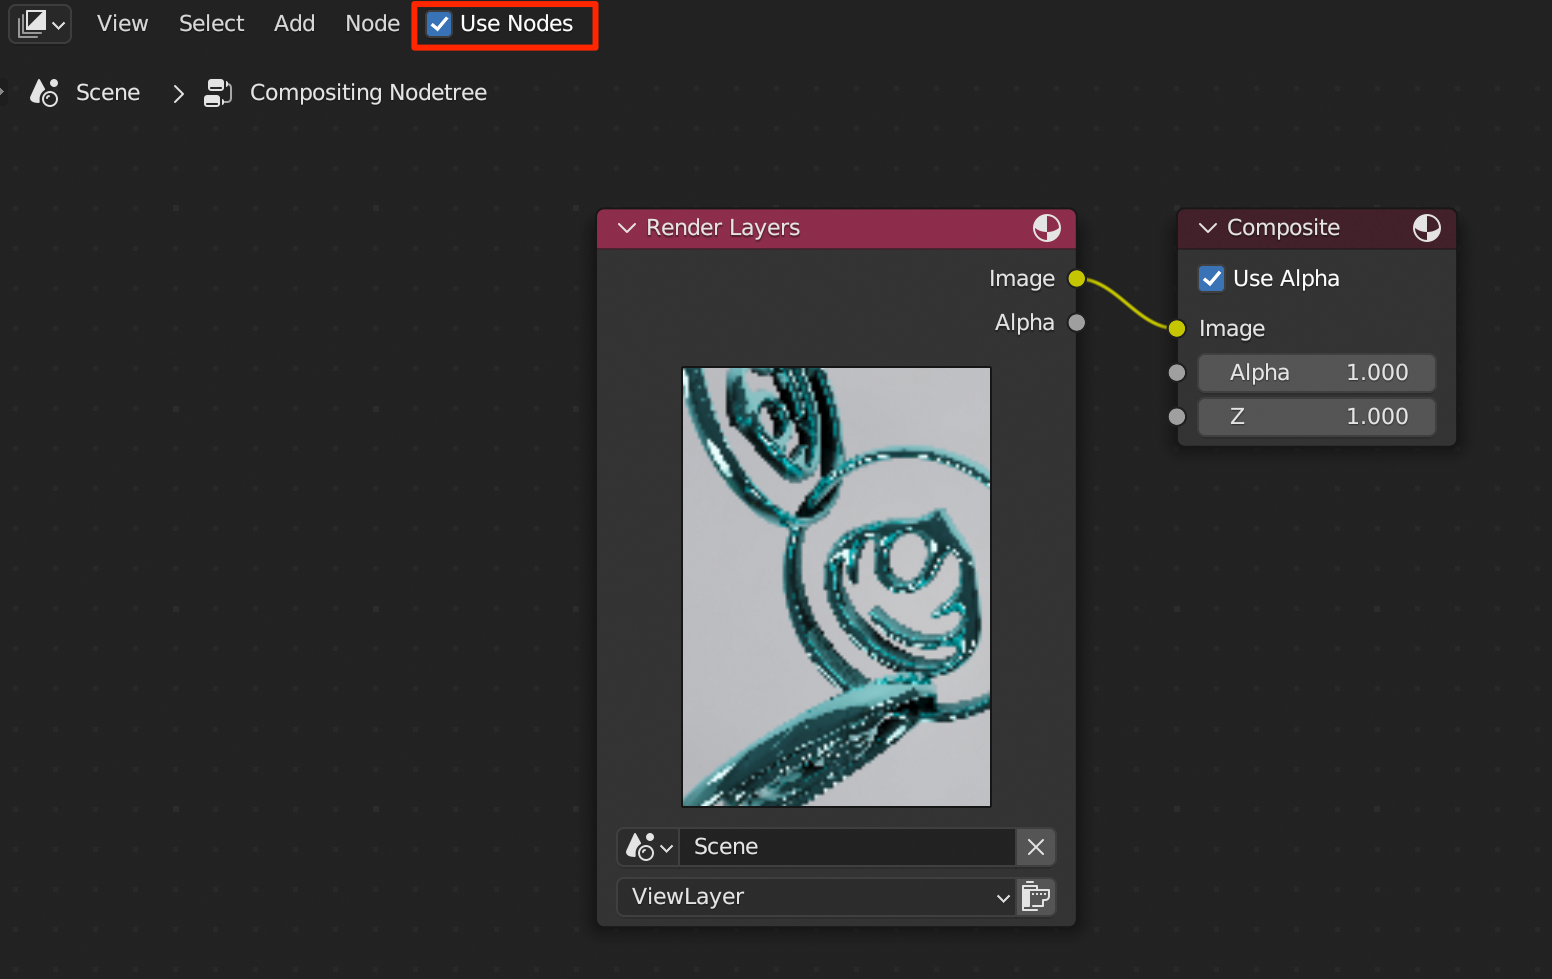 View Select Add Node Use Nodes
Scene Compositing Nodetree
Render Layers
Image
Alpha
Scene
ViewLayer
Composite
Use Alpha
Image
Alpha 1.000
Z 1.000